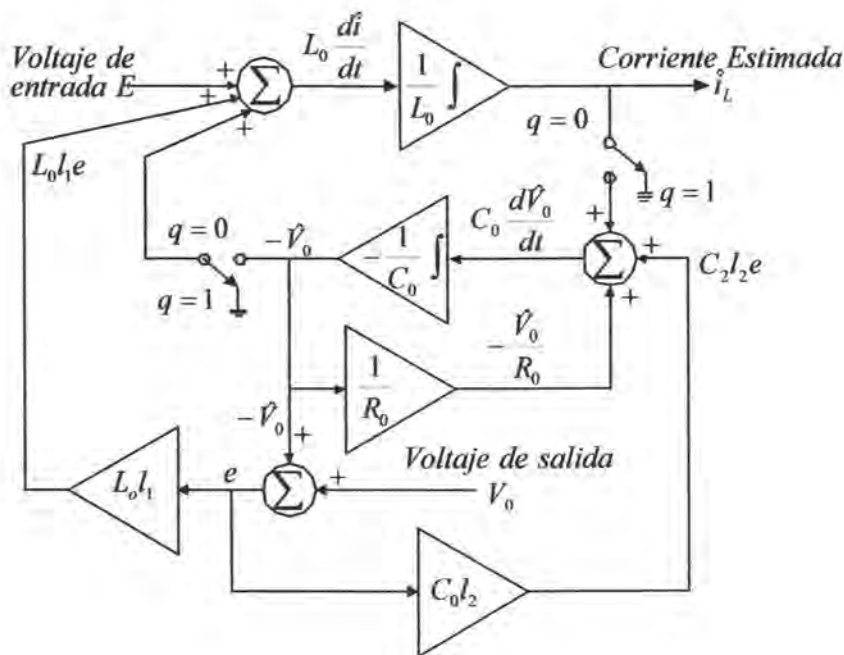 Voltaje de
entrada E
+
+
+
Σ
L₀ dî/dt
1/L₀ ∫
Corriente Estimada
î_L
q = 0
q = 1
L₀l₁e
q = 0
q = 1
−V̂₀
−1/C₀ ∫
C₀ dV̂₀/dt
+
+
+
Σ
C₂l₂e
1/R₀
−V̂₀/R₀
−V̂₀
+
Σ
+
e
Voltaje de salida
V₀
Lₒl₁
C₀l₂